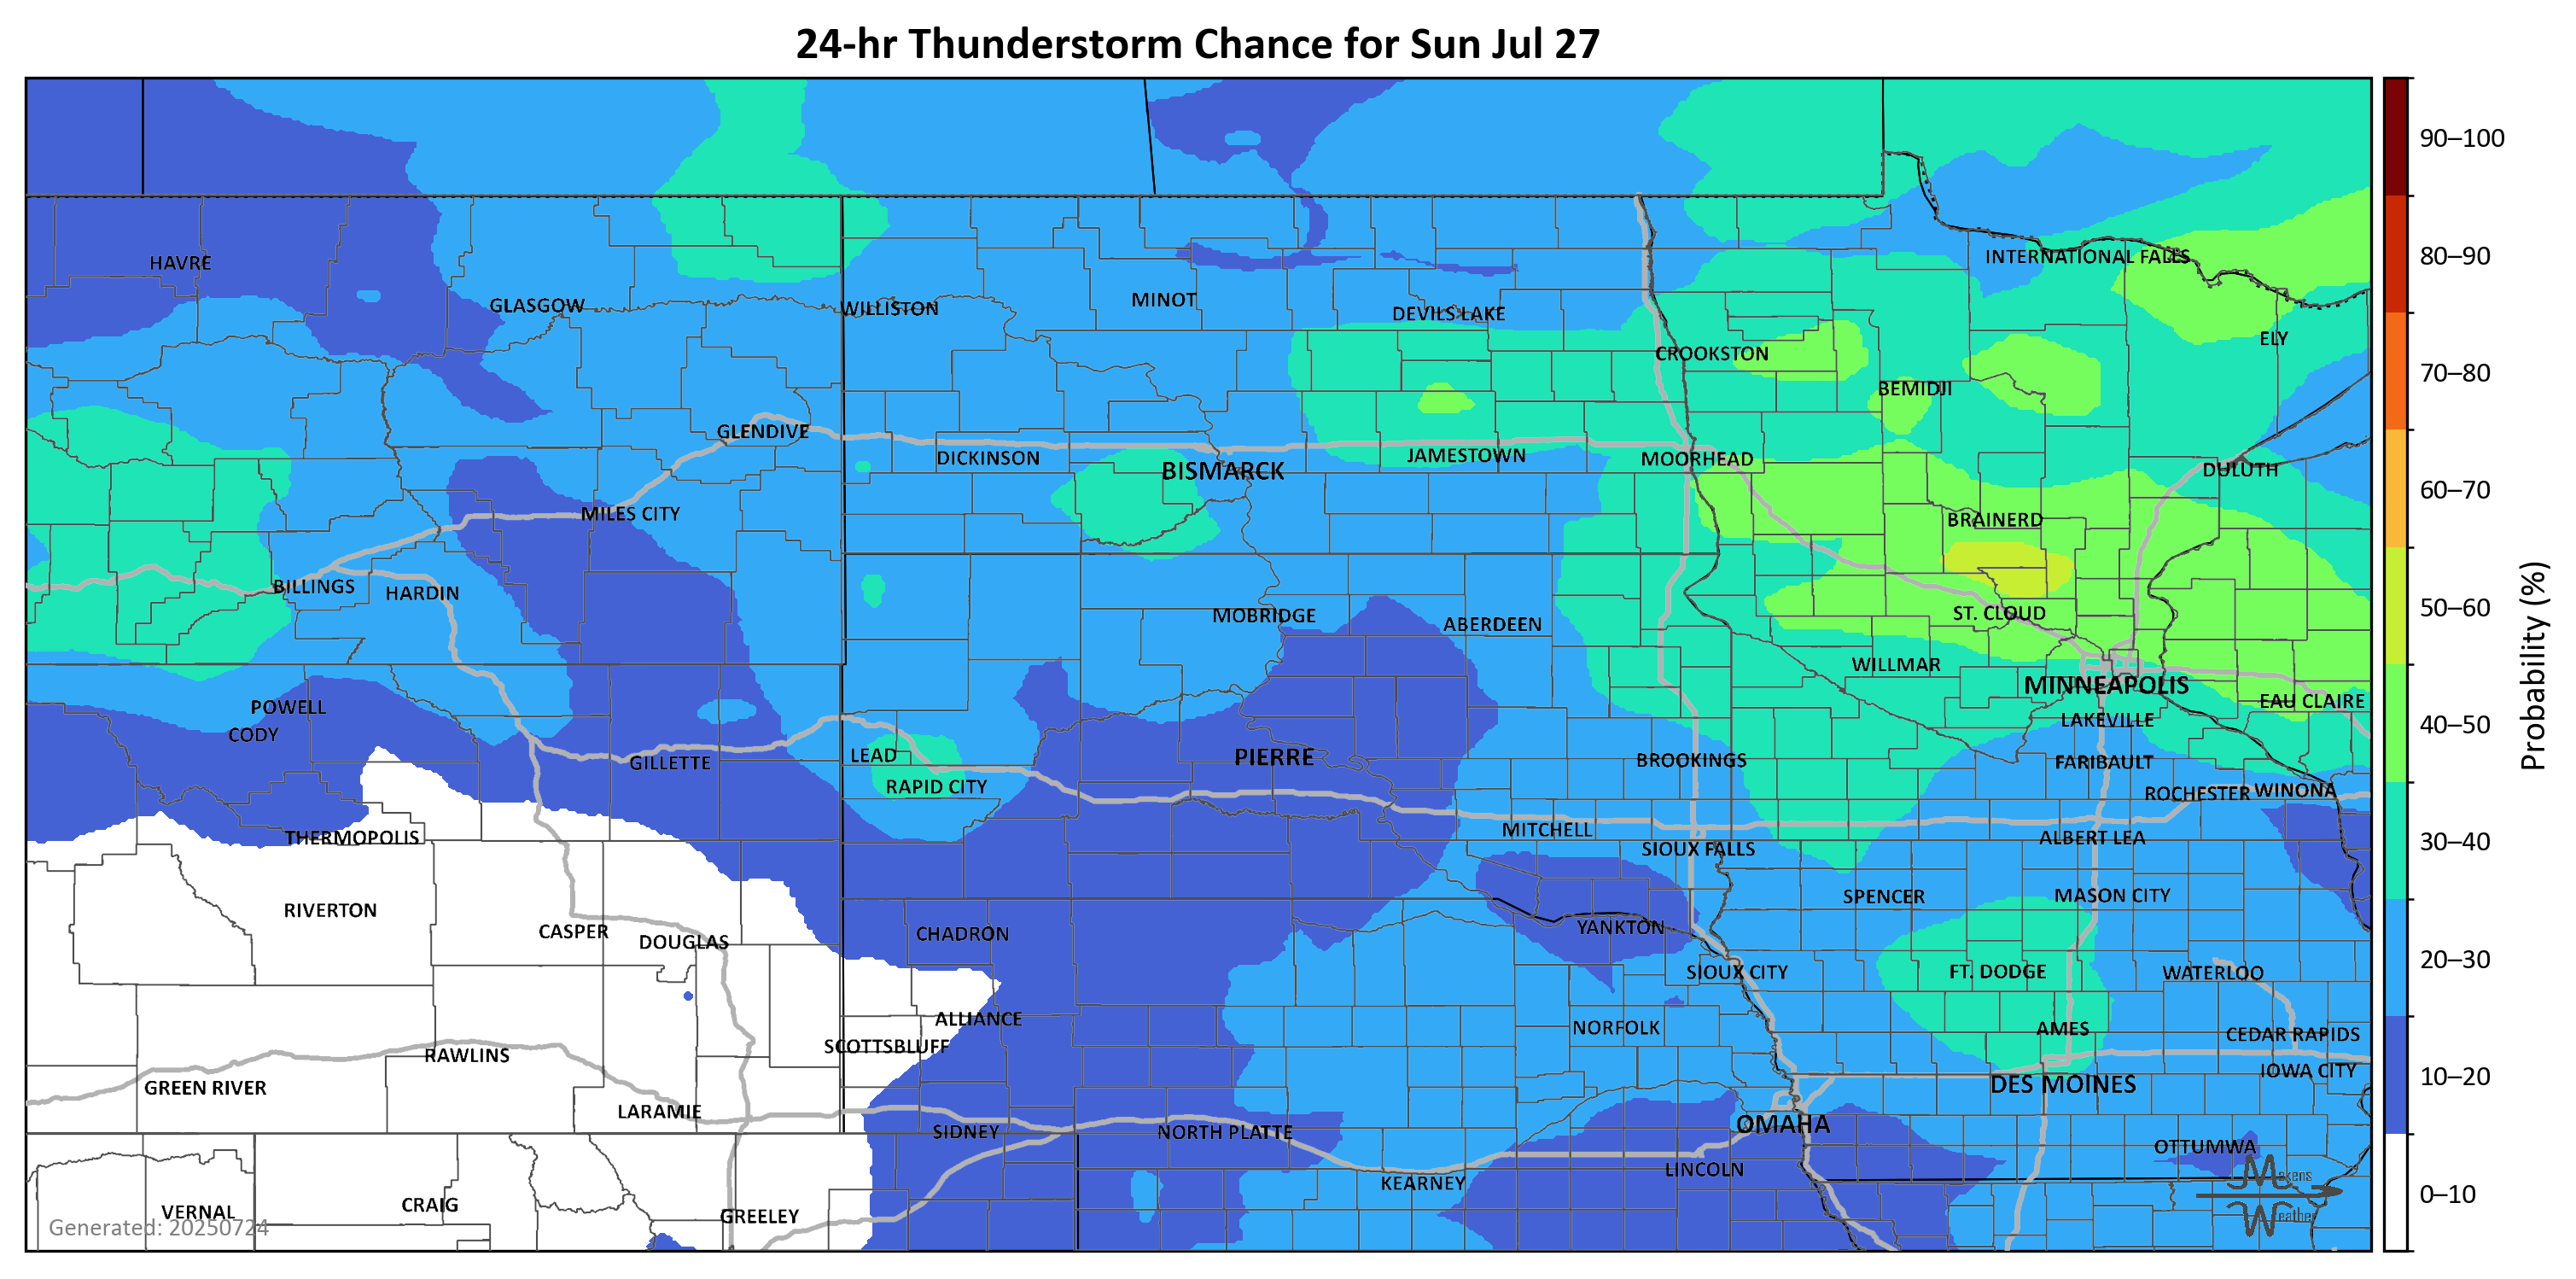 24-hr Thunderstorm Chance for Sun Jul 27
90–100
80–90
70–80
60–70
50–60
40–50
30–40
20–30
10–20
0–10
Probability (%)
HAVRE
INTERNATIONAL FALLS
GLASGOW
WILLISTON
MINOT
DEVILS LAKE
ELY
CROOKSTON
BEMIDJI
GLENDIVE
DICKINSON
BISMARCK
JAMESTOWN
MOORHEAD
DULUTH
MILES CITY
BRAINERD
BILLINGS
HARDIN
MOBRIDGE
ABERDEEN
ST. CLOUD
WILLMAR
MINNEAPOLIS
POWELL
EAU CLAIRE
CODY
LAKEVILLE
GILLETTE
LEAD
PIERRE
BROOKINGS
FARIBAULT
RAPID CITY
ROCHESTER
WINONA
THERMOPOLIS
MITCHELL
ALBERT LEA
SIOUX FALLS
RIVERTON
SPENCER
MASON CITY
CASPER
DOUGLAS
CHADRON
YANKTON
SIOUX CITY
FT. DODGE
WATERLOO
ALLIANCE
NORFOLK
AMES
CEDAR RAPIDS
SCOTTSBLUFF
RAWLINS
IOWA CITY
GREEN RIVER
DES MOINES
LARAMIE
OMAHA
SIDNEY
NORTH PLATTE
OTTUMWA
LINCOLN
KEARNEY
VERNAL
CRAIG
GREELEY
Generated: 20250724
Makens
Weather